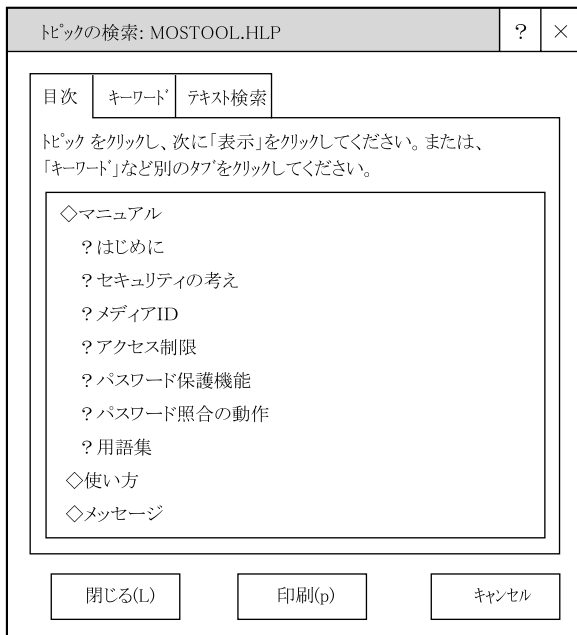 ﾄﾋﾟｯｸの検索: MOSTOOL.HLP ? ×
目次 ｷｰﾜｰﾄﾞ ﾃｷｽﾄ検索
ﾄﾋﾟｯｸ をｸﾘｯｸし、次に「表示」をｸﾘｯｸしてください。または、
「ｷｰﾜｰﾄﾞ」など別のﾀﾌﾞをｸﾘｯｸしてください。
◇マニュアル
?はじめに
?セキュリティの考え
?メディアID
?アクセス制限
?パスワード保護機能
?パスワード照合の動作
?用語集
◇使い方
◇メッセージ
閉じる(L) 印刷(p) ｷｬﾝｾﾙ